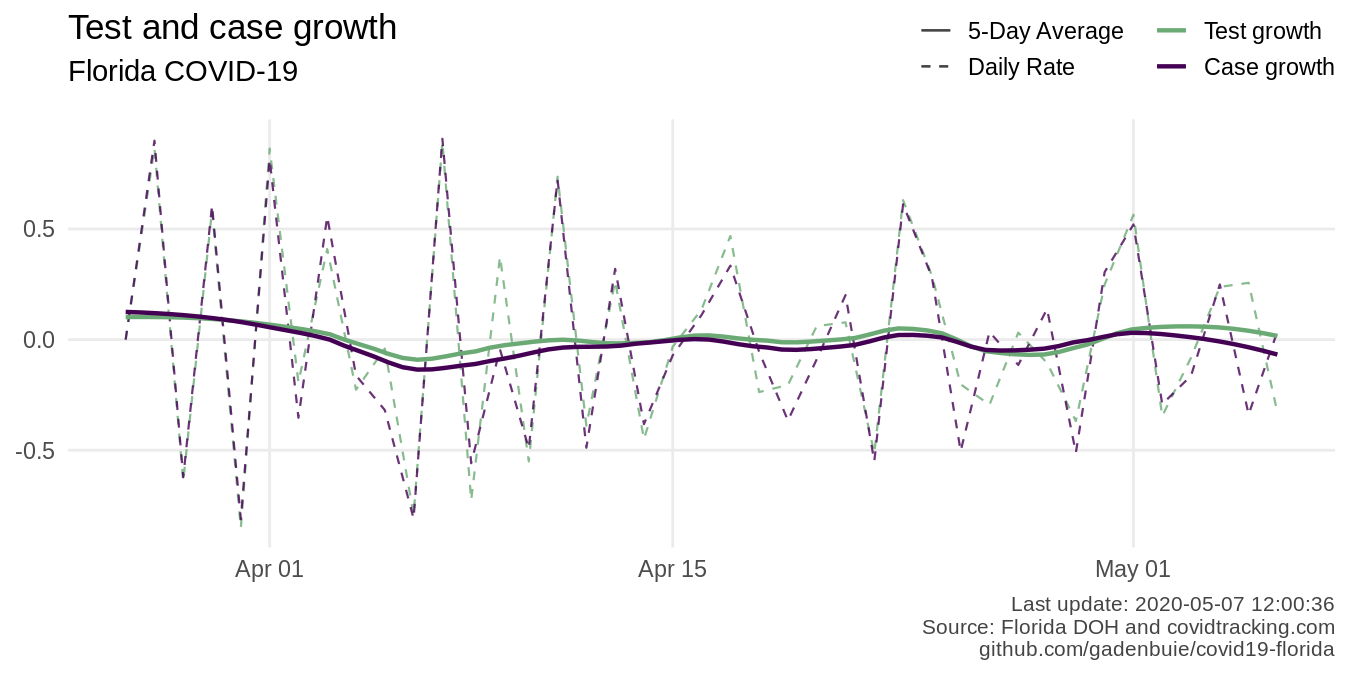 Test and case growth
Florida COVID-19
5-Day Average
Test growth
Daily Rate
Case growth
0.5
0.0
-0.5
Apr 01
Apr 15
May 01
Last update: 2020-05-07 12:00:36
Source: Florida DOH and covidtracking.com
github.com/gadenbuie/covid19-florida